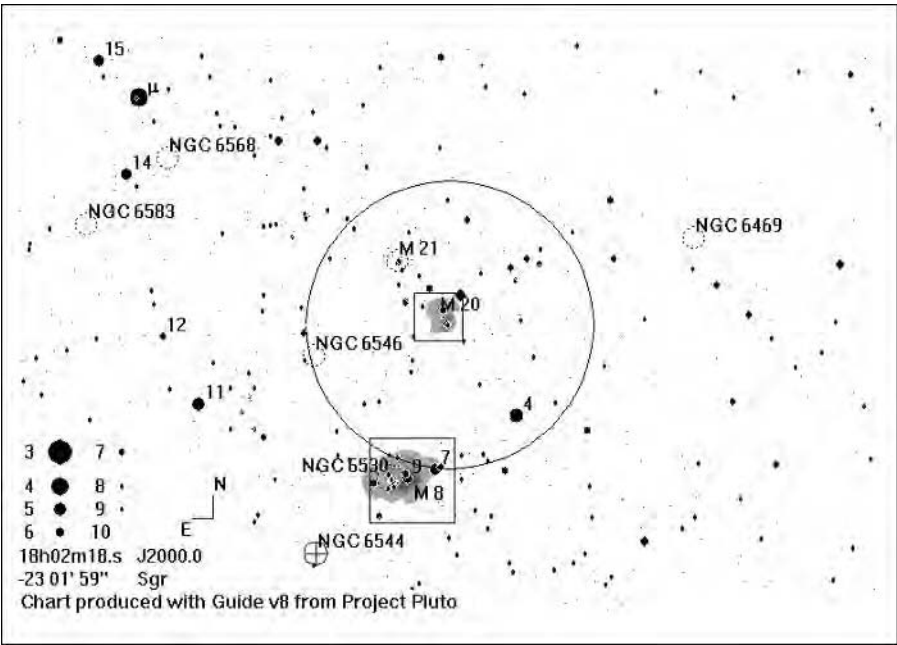 15
μ
NGC 6568
14
NGC 6583
M 21
NGC 6469
M 20
12
NGC 6546
11
4
3 7
4 8
5 9
6 10
NGC 6530 9 7
M 8
N
E
NGC 6544
18h02m18.s J2000.0
-23 01' 59" Sgr
Chart produced with Guide v8 from Project Pluto